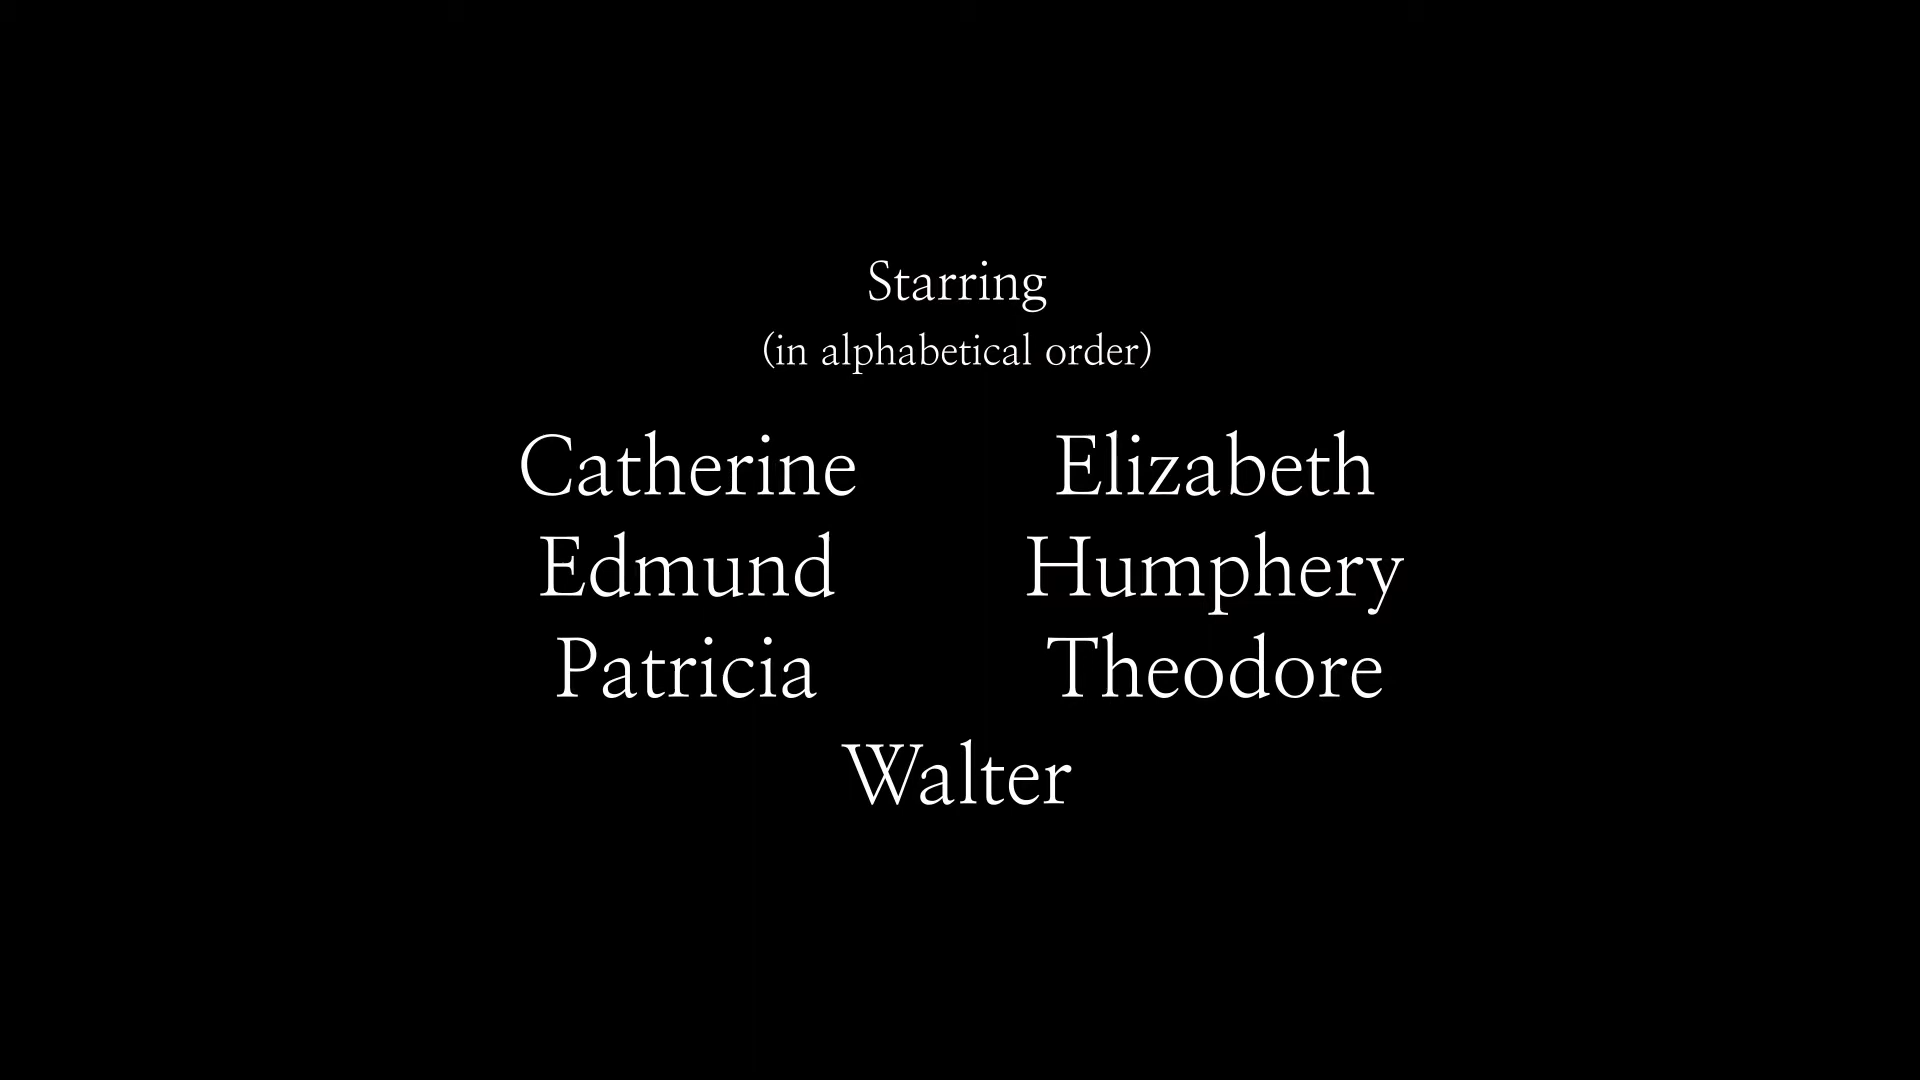 Starring
(in alphabetical order)
Catherine Elizabeth
Edmund Humphery
Patricia Theodore
Walter